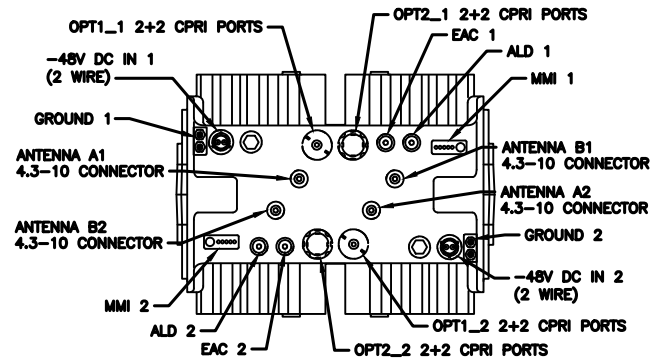 OPT1_1 2+2 CPRI PORTS
OPT2_1 2+2 CPRI PORTS
EAC 1
ALD 1
MMI 1
-48V DC IN 1
(2 WIRE)
GROUND 1
ANTENNA A1
4.3-10 CONNECTOR
ANTENNA B1
4.3-10 CONNECTOR
ANTENNA A2
4.3-10 CONNECTOR
ANTENNA B2
4.3-10 CONNECTOR
GROUND 2
-48V DC IN 2
(2 WIRE)
MMI 2
ALD 2
EAC 2
OPT1_2 2+2 CPRI PORTS
OPT2_2 2+2 CPRI PORTS